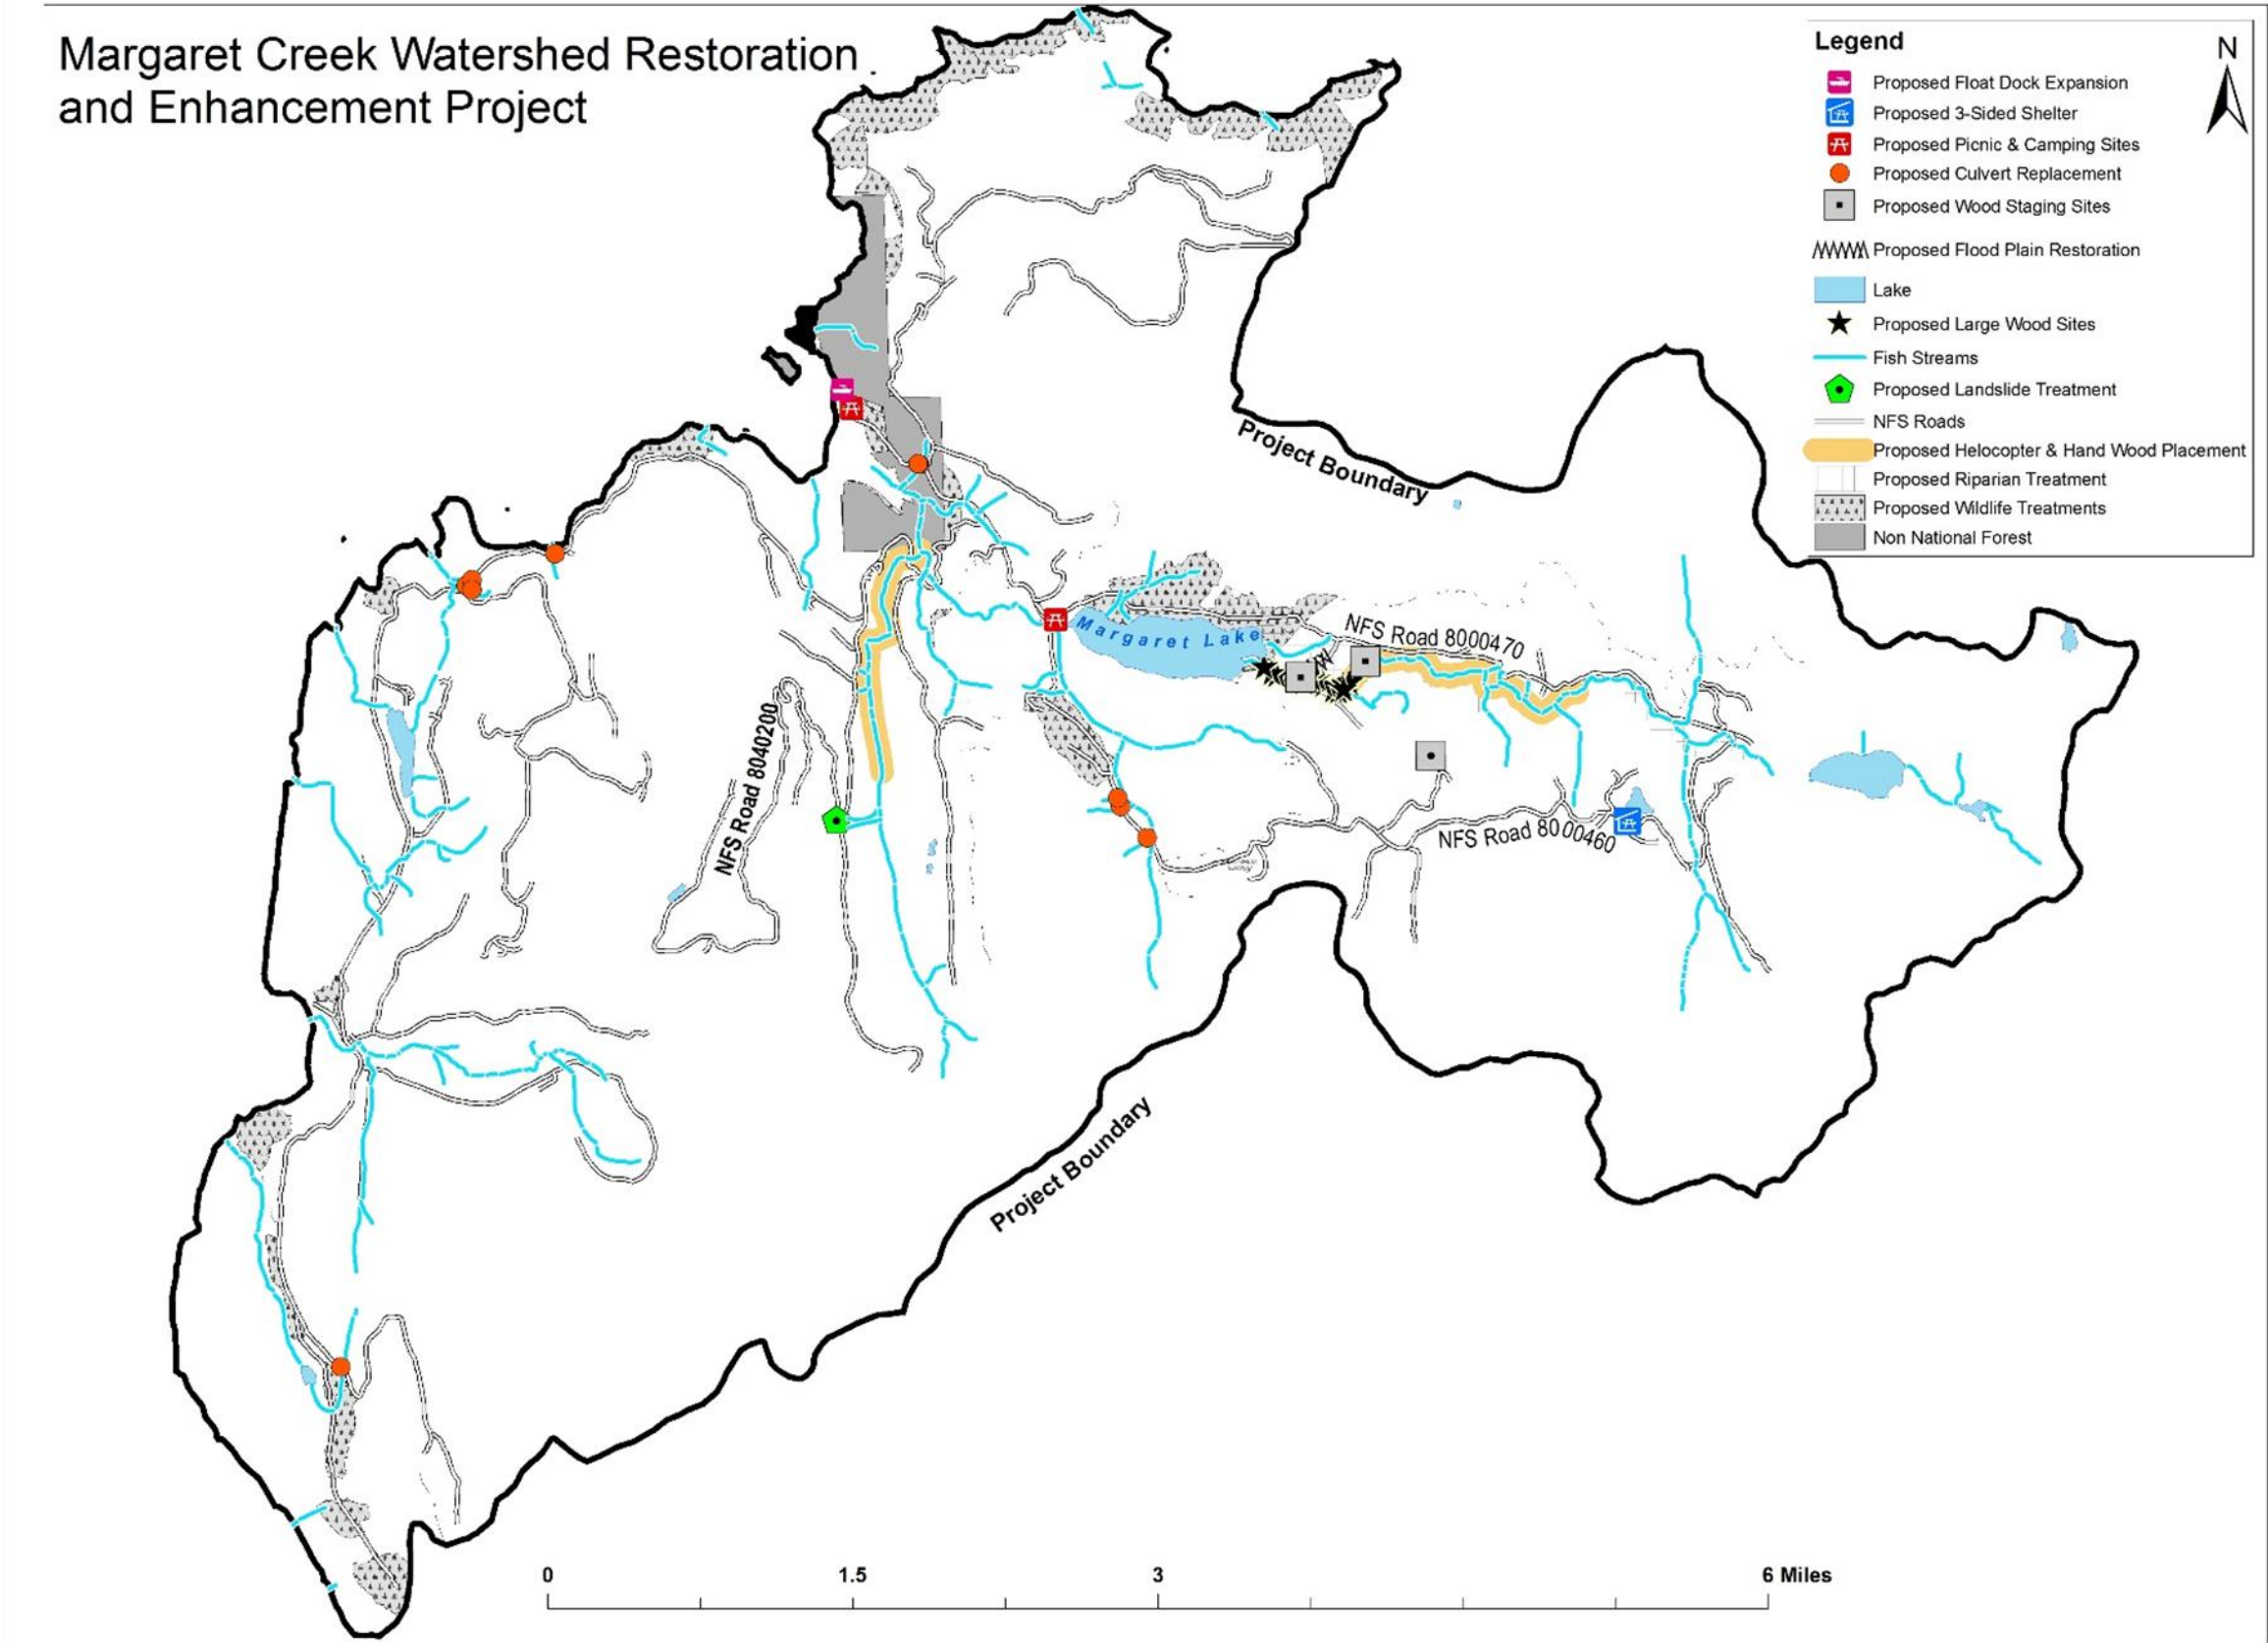 Margaret Creek Watershed Restoration
and Enhancement Project
Legend
N
Proposed Float Dock Expansion
Proposed 3-Sided Shelter
Proposed Picnic & Camping Sites
Proposed Culvert Replacement
Proposed Wood Staging Sites
Proposed Flood Plain Restoration
Lake
Proposed Large Wood Sites
Fish Streams
Proposed Landslide Treatment
NFS Roads
Proposed Helocopter & Hand Wood Placement
Proposed Riparian Treatment
Proposed Wildlife Treatments
Non National Forest
Project Boundary
Margaret Lake
NFS Road 8000470
NFS Road 8040200
NFS Road 8000460
Project Boundary
0
1.5
3
6 Miles